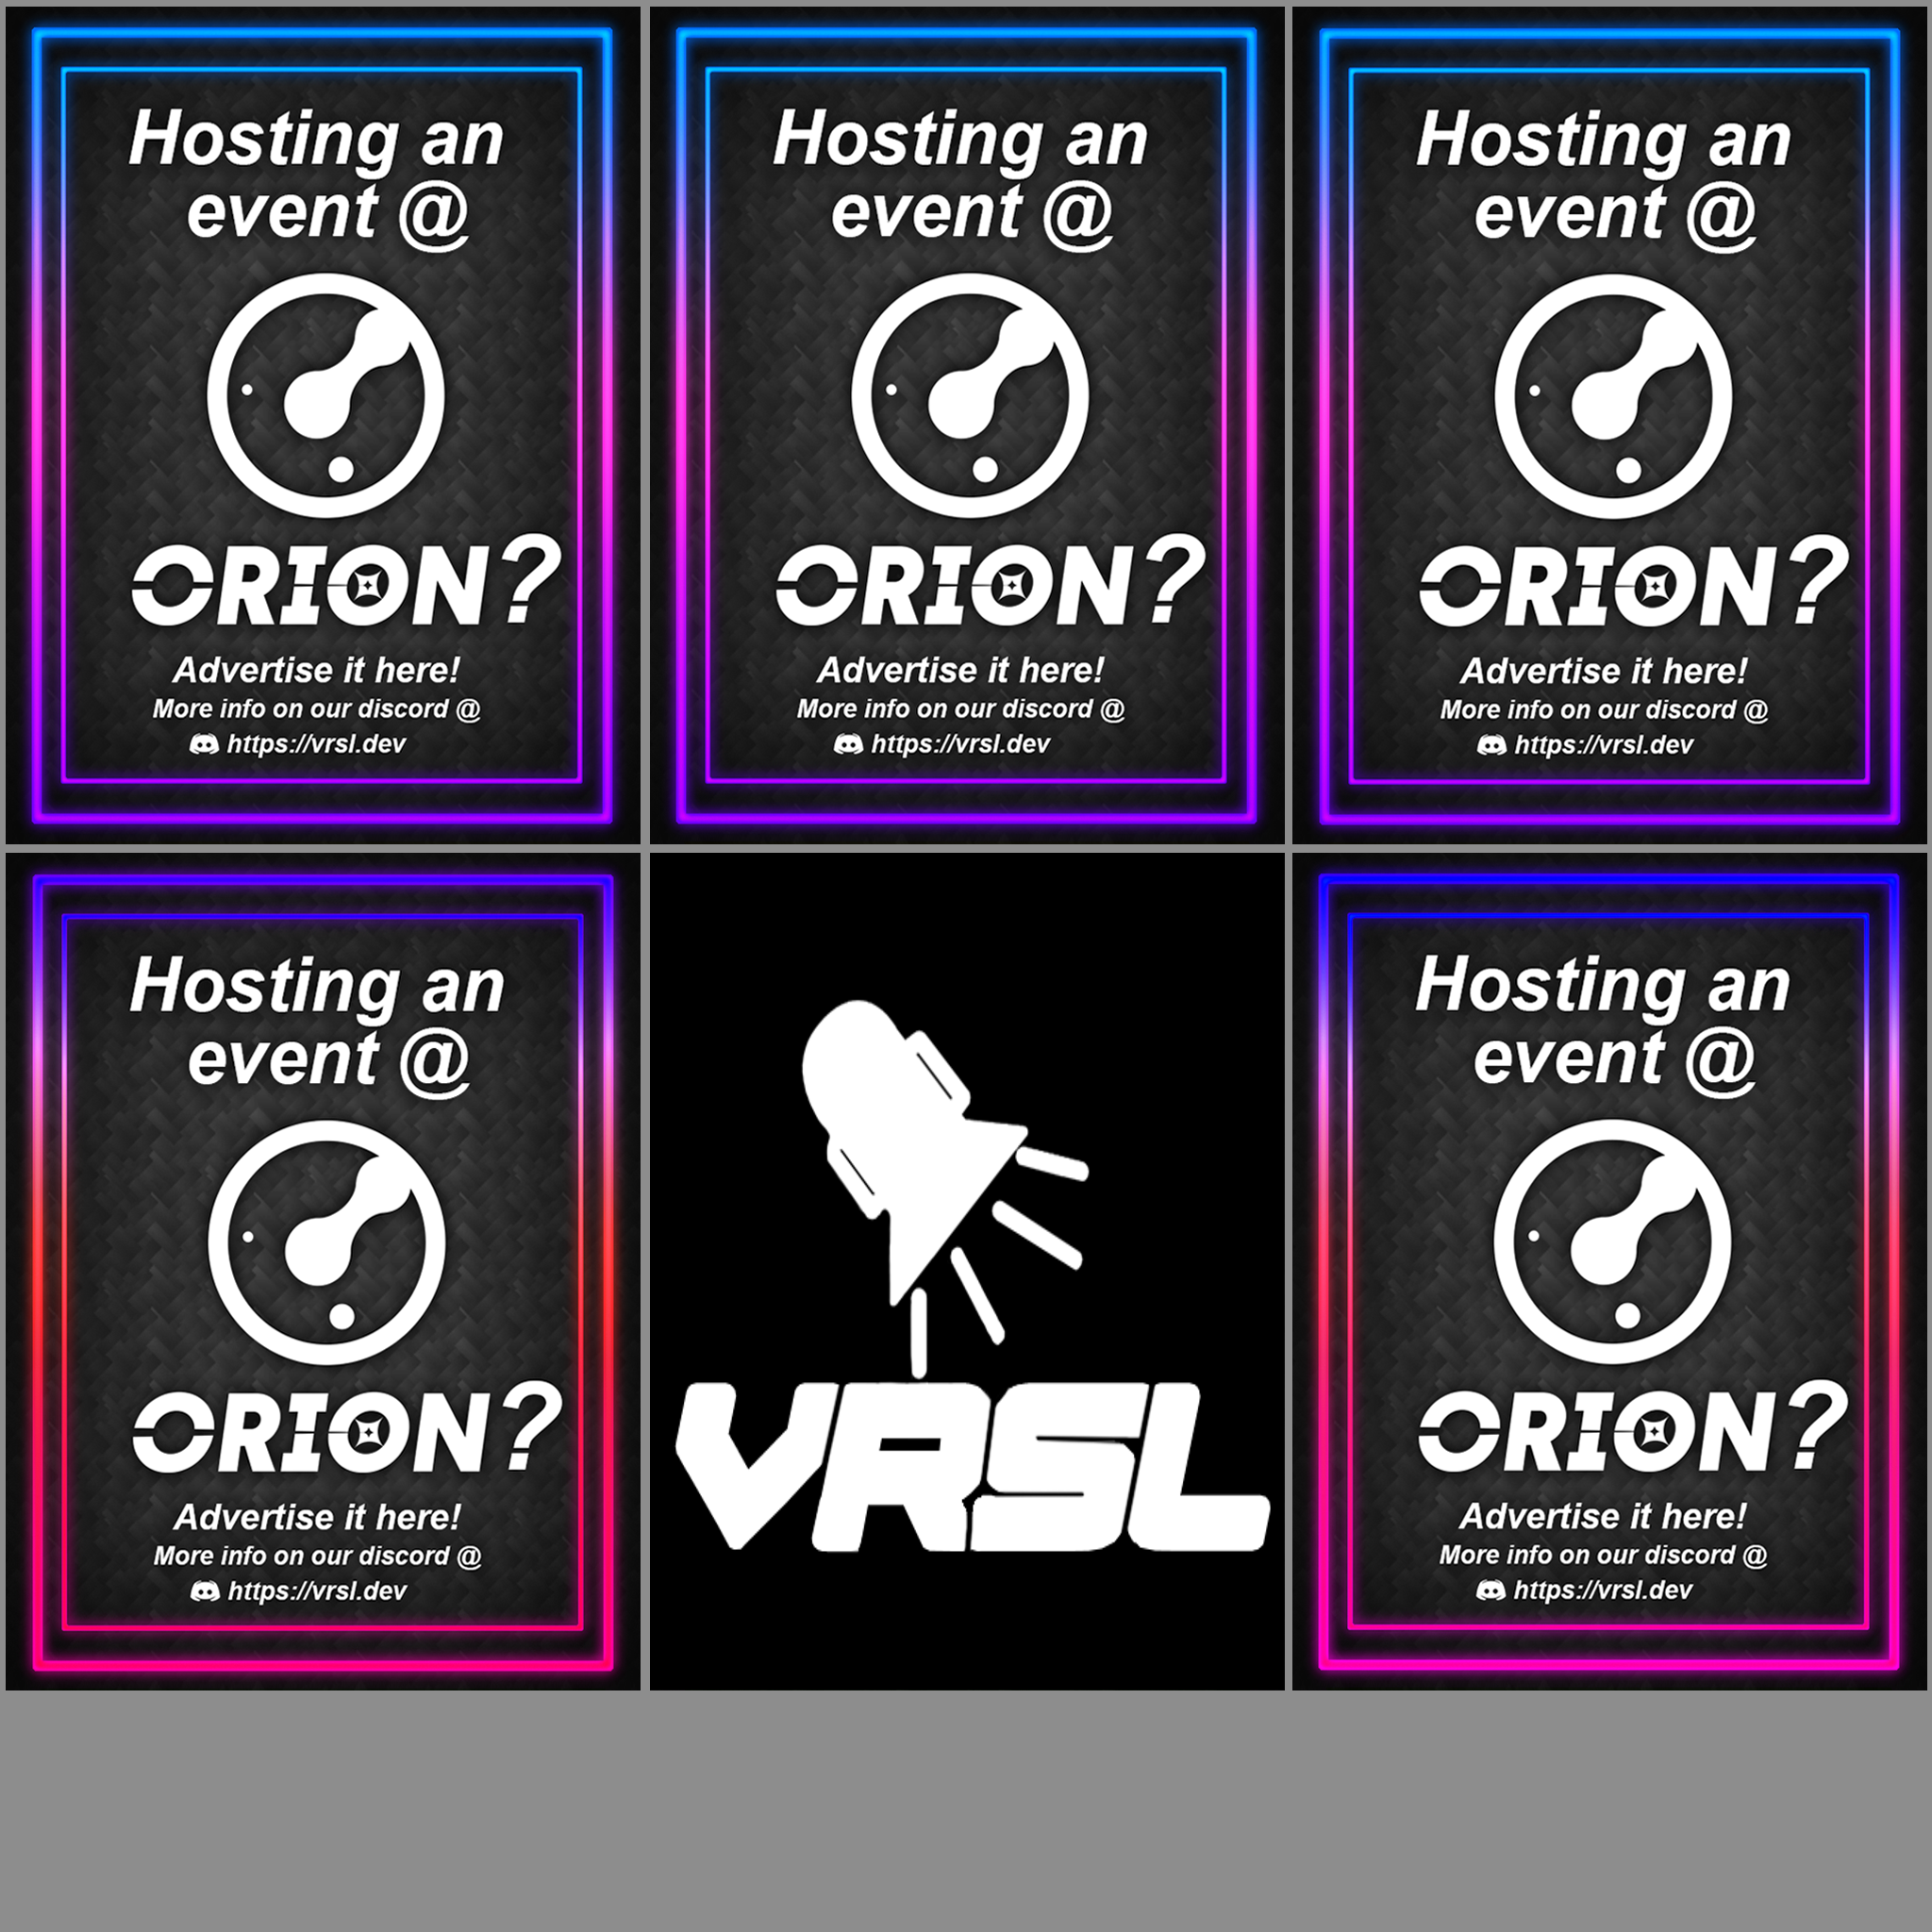 Hosting an
event @
ORION?
Advertise it here!
More info on our discord @
https://vrsl.dev
Hosting an
event @
ORION?
Advertise it here!
More info on our discord @
https://vrsl.dev
Hosting an
event @
ORION?
Advertise it here!
More info on our discord @
https://vrsl.dev
Hosting an
event @
ORION?
Advertise it here!
More info on our discord @
https://vrsl.dev
VRSL
Hosting an
event @
ORION?
Advertise it here!
More info on our discord @
https://vrsl.dev